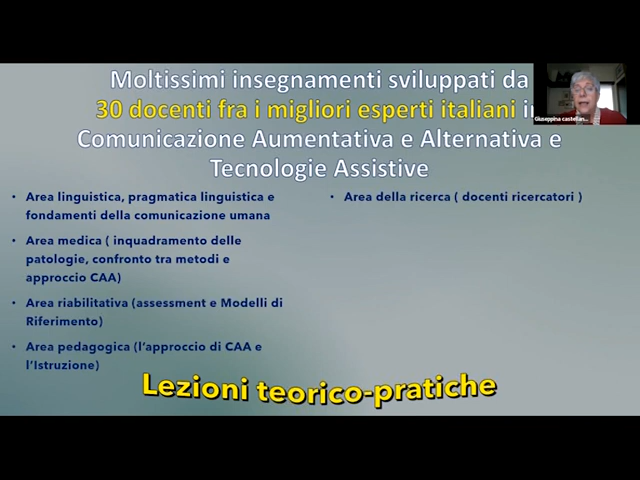 Moltissimi insegnamenti sviluppati da
30 docenti fra i migliori esperti italiani in
Comunicazione Aumentativa e Alternativa e
Tecnologie Assistive
Giuseppina castellan...
• Area linguistica, pragmatica linguistica e
fondamenti della comunicazione umana
• Area medica ( inquadramento delle
patologie, confronto tra metodi e
approccio CAA)
• Area riabilitativa (assessment e Modelli di
Riferimento)
• Area pedagogica (l’approccio di CAA e
l’Istruzione)
• Area della ricerca ( docenti ricercatori )
Lezioni teorico-pratiche